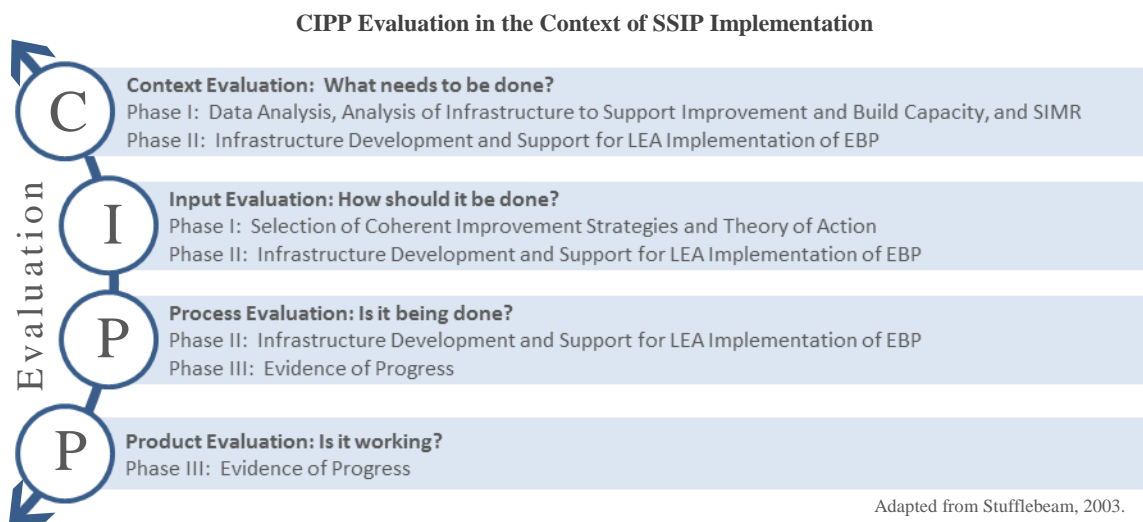 CIPP Evaluation in the Context of SSIP Implementation
Evaluation
C
Context Evaluation: What needs to be done?
Phase I: Data Analysis, Analysis of Infrastructure to Support Improvement and Build Capacity, and SIMR
Phase II: Infrastructure Development and Support for LEA Implementation of EBP
I
Input Evaluation: How should it be done?
Phase I: Selection of Coherent Improvement Strategies and Theory of Action
Phase II: Infrastructure Development and Support for LEA Implementation of EBP
P
Process Evaluation: Is it being done?
Phase II: Infrastructure Development and Support for LEA Implementation of EBP
Phase III: Evidence of Progress
P
Product Evaluation: Is it working?
Phase III: Evidence of Progress
Adapted from Stufflebeam, 2003.